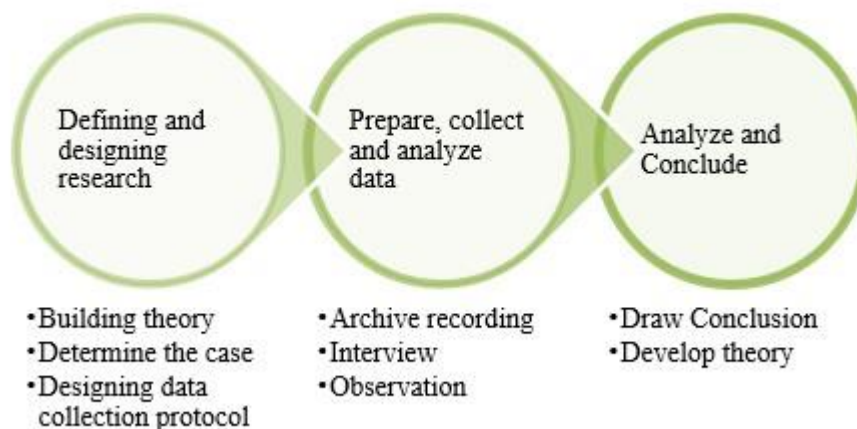 Defining and
designing
research
Prepare, collect
and analyze
data
Analyze and
Conclude
•Building theory
•Determine the case
•Designing data
collection protocol
•Archive recording
•Interview
•Observation
•Draw Conclusion
•Develop theory